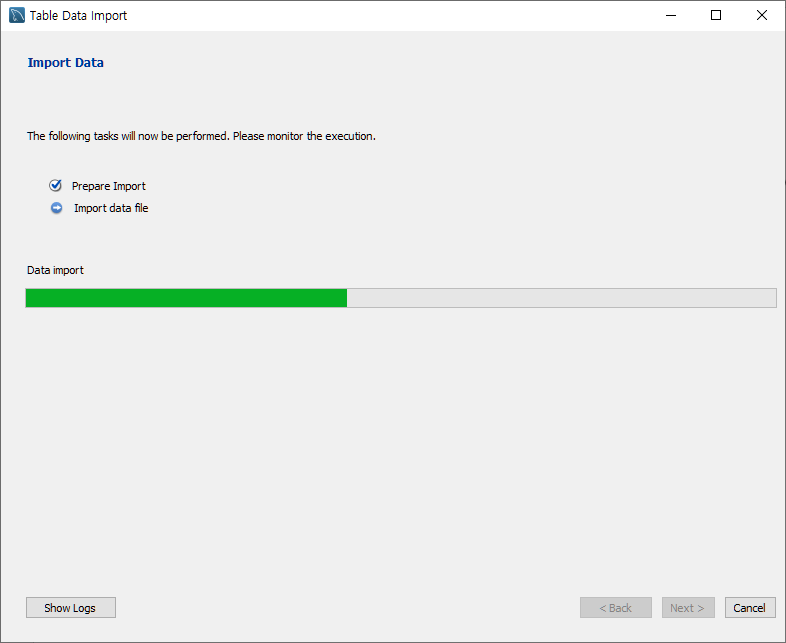 Table Data Import
Import Data
The following tasks will now be performed. Please monitor the execution.
Prepare Import
Import data file
Data import
Show Logs
< Back
Next >
Cancel